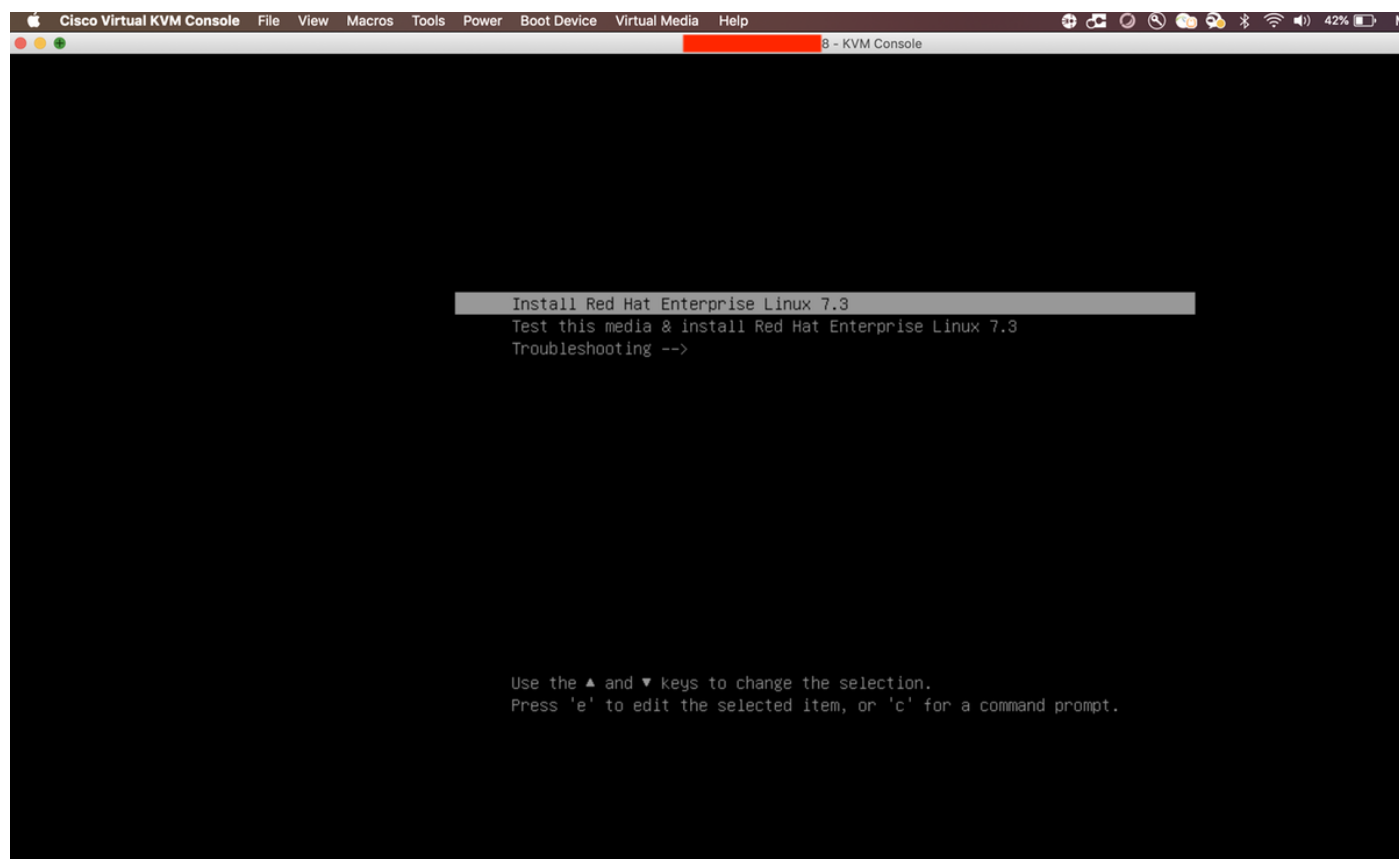 Cisco Virtual KVM Console File View Macros Tools Power Boot Device Virtual Media Help 42%
8 - KVM Console
Install Red Hat Enterprise Linux 7.3
Test this media & install Red Hat Enterprise Linux 7.3
Troubleshooting -->
Use the ▲ and ▼ keys to change the selection.
Press 'e' to edit the selected item, or 'c' for a command prompt.